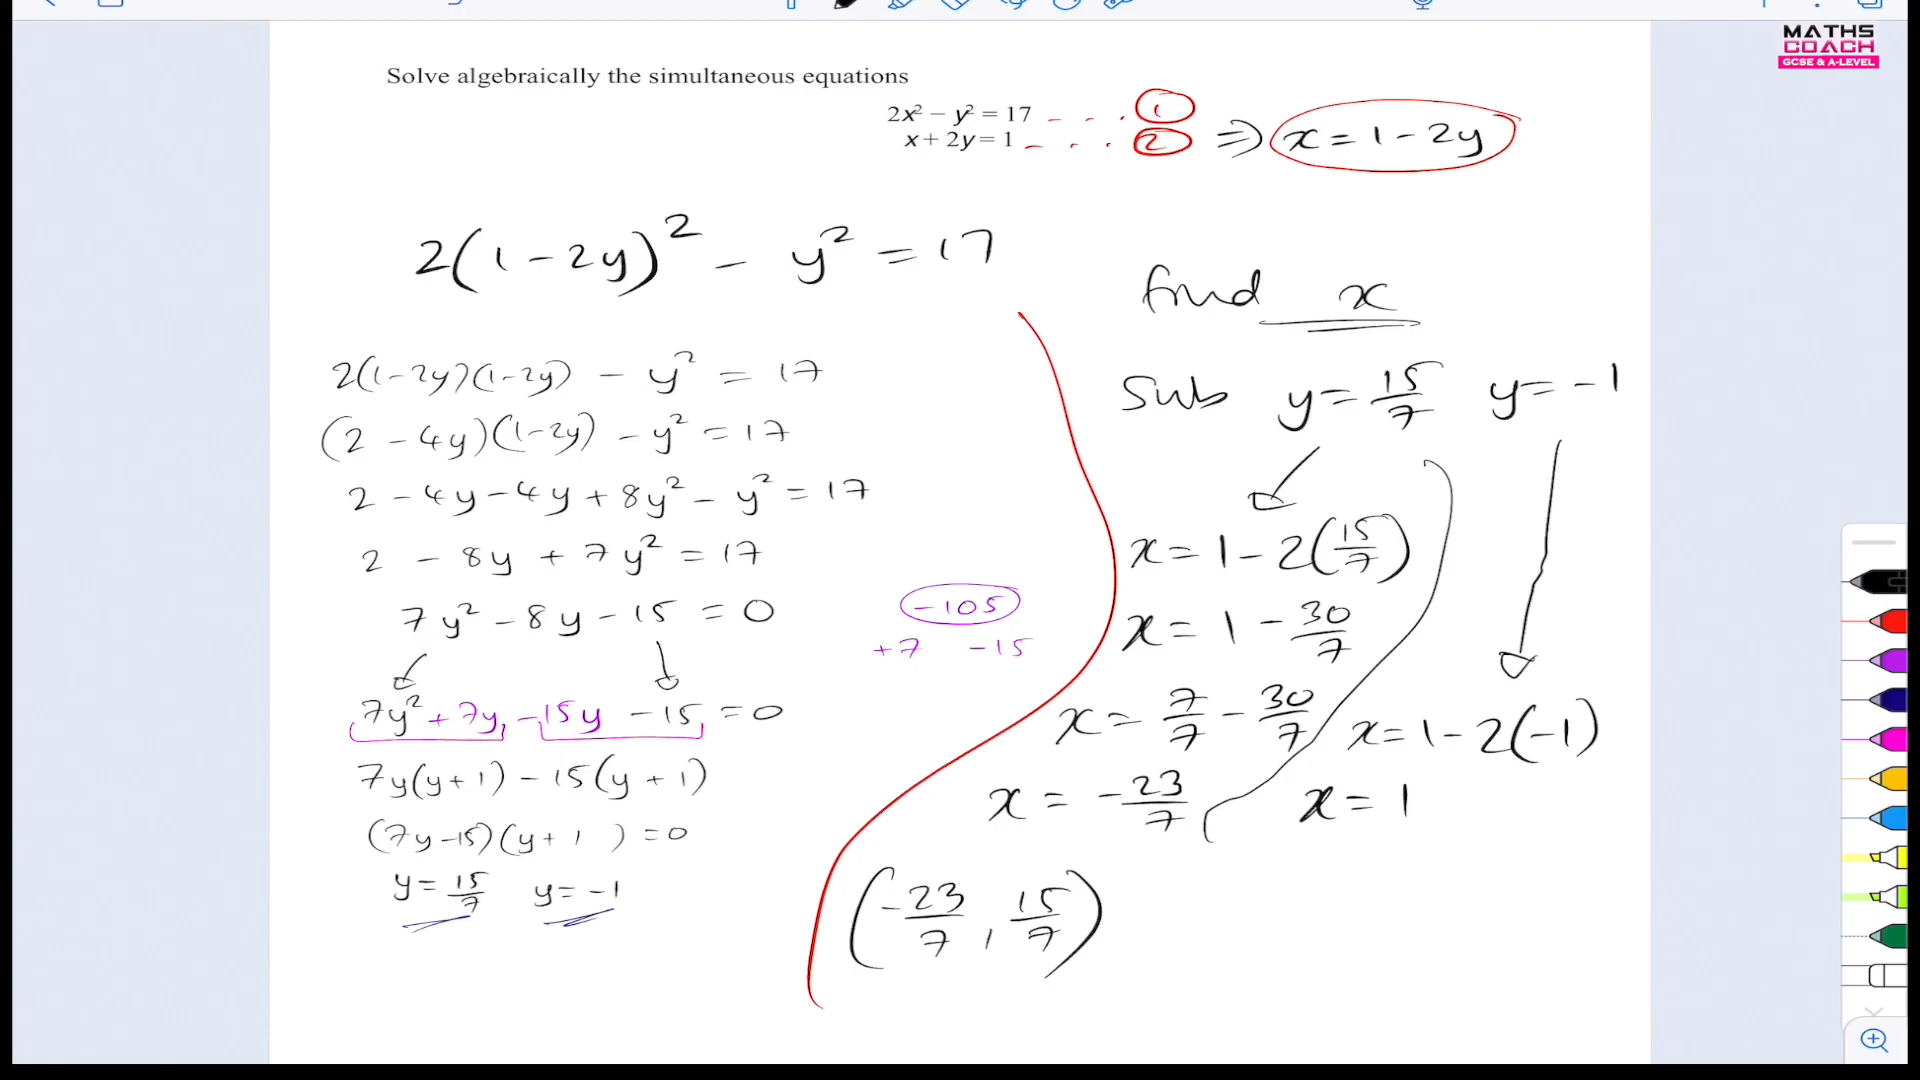 MATHS
COACH
GCSE & A-LEVEL
Solve algebraically the simultaneous equations
2x² − y² = 17 - - - . ①
x + 2y = 1 - . . . ② ⇒ x = 1 − 2y
2(1−2y)² − y² = 17
2(1−2y)(1−2y) − y² = 17
(2 − 4y)(1−2y) − y² = 17
2 − 4y − 4y + 8y² − y² = 17
2 − 8y + 7y² = 17
7y² − 8y − 15 = 0
−105
+7 −15
7y² + 7y − 15y − 15 = 0
7y(y+1) − 15(y+1)
(7y−15)(y+1) = 0
y = 15/7 y = −1
find x
Sub y = 15/7 y = −1
x = 1 − 2(15/7)
x = 1 − 30/7
x = 7/7 − 30/7
x = −23/7
x = 1 − 2(−1)
x = 1
(−23/7, 15/7)